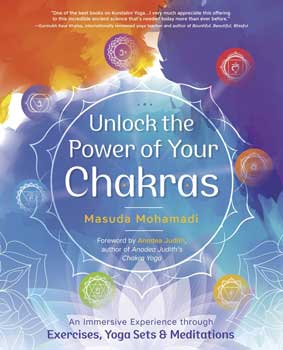 "One of the best books on Kundalini Yoga...I very much appreciate this offering to
this incredible ancient science that's needed today more than ever before."
—Gurmukh Kaur Khalsa, internationally renowned yoga teacher and author of Bountiful, Beautiful, Blissful
Unlock the
Power of Your
Chakras
Masuda Mohamadi
Foreword by Anodea Judith,
author of Anodea Judith's
Chakra Yoga
An Immersive Experience through
Exercises, Yoga Sets & Meditations